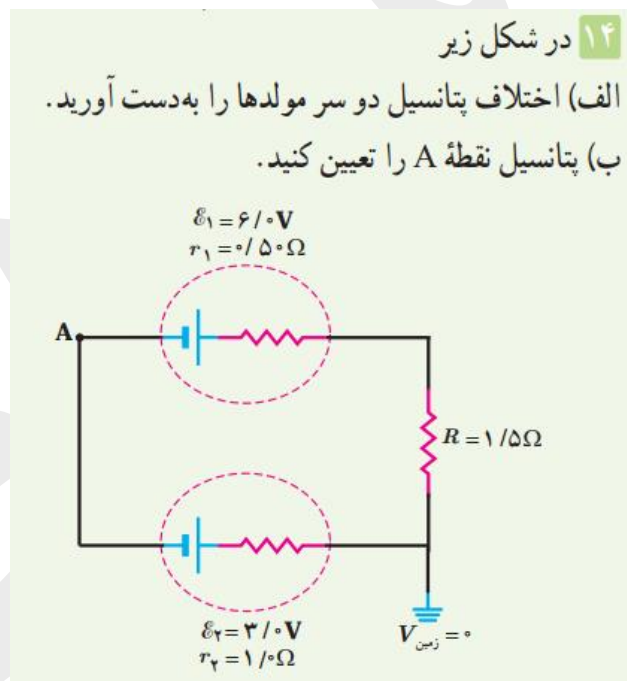 ۱۴ در شکل زیر
الف) اختلاف پتانسیل دو سر مولدها را به‌دست آورید.
ب) پتانسیل نقطهٔ A را تعیین کنید.
ℰ۱ = ۶/۰V
r۱ = ۰/۵۰Ω
A
R = ۱/۵Ω
ℰ۲ = ۳/۰V
r۲ = ۱/۰Ω
Vزمین = ۰